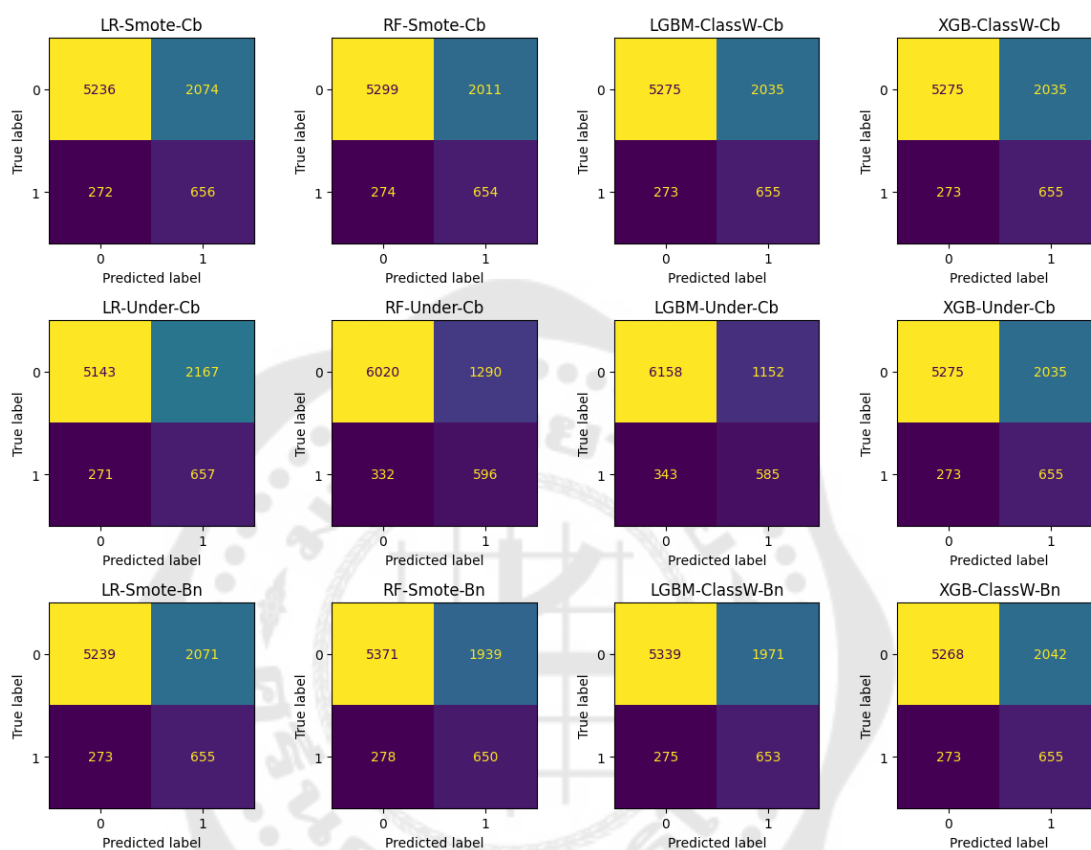 LR-Smote-Cb
RF-Smote-Cb
LGBM-ClassW-Cb
XGB-ClassW-Cb
True label
0
5236 2074
1
272 656
0 1
Predicted label
True label
0
5299 2011
1
274 654
0 1
Predicted label
True label
0
5275 2035
1
273 655
0 1
Predicted label
True label
0
5275 2035
1
273 655
0 1
Predicted label
LR-Under-Cb
RF-Under-Cb
LGBM-Under-Cb
XGB-Under-Cb
True label
0
5143 2167
1
271 657
0 1
Predicted label
True label
0
6020 1290
1
332 596
0 1
Predicted label
True label
0
6158 1152
1
343 585
0 1
Predicted label
True label
0
5275 2035
1
273 655
0 1
Predicted label
LR-Smote-Bn
RF-Smote-Bn
LGBM-ClassW-Bn
XGB-ClassW-Bn
True label
0
5239 2071
1
273 655
0 1
Predicted label
True label
0
5371 1939
1
278 650
0 1
Predicted label
True label
0
5339 1971
1
275 653
0 1
Predicted label
True label
0
5268 2042
1
273 655
0 1
Predicted label